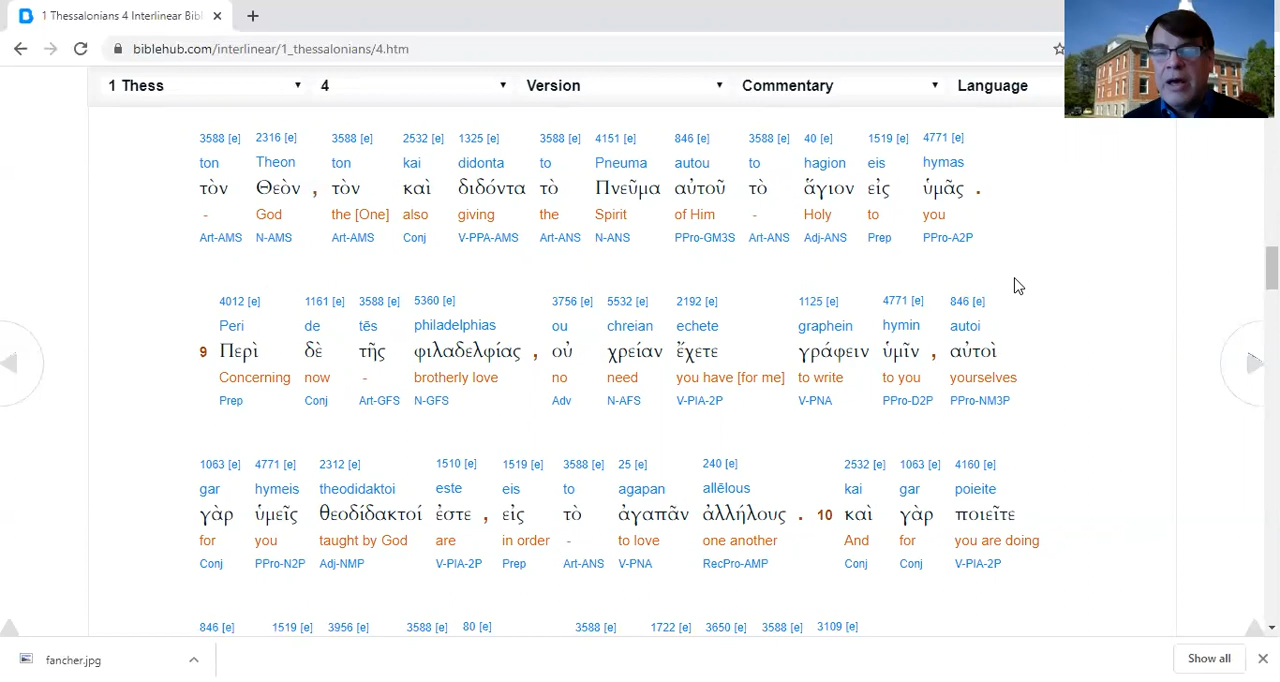 1 Thessalonians 4 Interlinear Bibl
biblehub.com/interlinear/1_thessalonians/4.htm
1 Thess 4 Version Commentary Language
3588 [e] 2316 [e] 3588 [e] 2532 [e] 1325 [e] 3588 [e] 4151 [e] 846 [e] 3588 [e] 40 [e] 1519 [e] 4771 [e]
ton Theon ton kai didonta to Pneuma autou to hagion eis hymas
τὸν Θεὸν , τὸν καὶ διδόντα τὸ Πνεῦμα αὐτοῦ τὸ ἅγιον εἰς ὑμᾶς .
- God the [One] also giving the Spirit of Him - Holy to you
Art-AMS N-AMS Art-AMS Conj V-PPA-AMS Art-ANS N-ANS PPro-GM3S Art-ANS Adj-ANS Prep PPro-A2P
4012 [e] 1161 [e] 3588 [e] 5360 [e] 3756 [e] 5532 [e] 2192 [e] 1125 [e] 4771 [e] 846 [e]
Peri de tēs philadelphias ou chreian echete graphein hymin autoi
9 Περὶ δὲ τῆς φιλαδελφίας , οὐ χρείαν ἔχετε γράφειν ὑμῖν , αὐτοὶ
Concerning now - brotherly love no need you have [for me] to write to you yourselves
Prep Conj Art-GFS N-GFS Adv N-AFS V-PIA-2P V-PNA PPro-D2P PPro-NM3P
1063 [e] 4771 [e] 2312 [e] 1510 [e] 1519 [e] 3588 [e] 25 [e] 240 [e] 2532 [e] 1063 [e] 4160 [e]
gar hymeis theodidaktoi este eis to agapan allēlous kai gar poieite
γὰρ ὑμεῖς θεοδίδακτοί ἐστε , εἰς τὸ ἀγαπᾶν ἀλλήλους . 10 καὶ γὰρ ποιεῖτε
for you taught by God are in order - to love one another And for you are doing
Conj PPro-N2P Adj-NMP V-PIA-2P Prep Art-ANS V-PNA RecPro-AMP Conj Conj V-PIA-2P
846 [e] 1519 [e] 3956 [e] 3588 [e] 80 [e] 3588 [e] 1722 [e] 3650 [e] 3588 [e] 3109 [e]
fancher.jpg Show all